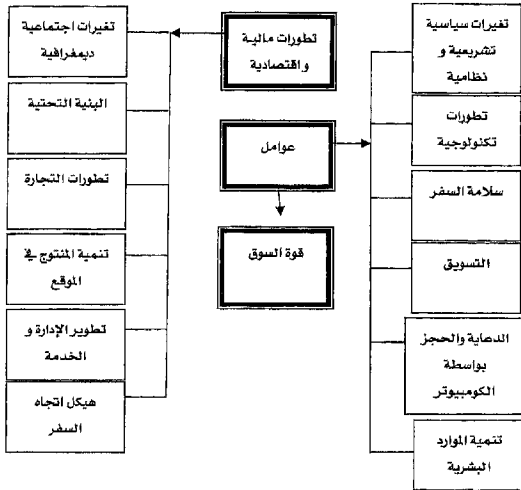 تغيرات سياسية
تشريعية و
نظامية
تطورات
تكنولوجية
سلامة السفر
التسويق
الدعاية والحجز
بواسطة
الكومبيوتر
تنمية الموارد
البشرية
تطورات مالية
واقتصادية
عوامل
قوة السوق
تغيرات اجتماعية
ديمغرافية
البنية التحتية
تطورات التجارة
تنمية المنتوج في
الموقع
تطوير الإدارة و
الخدمة
هيكل اتجاه
السفر